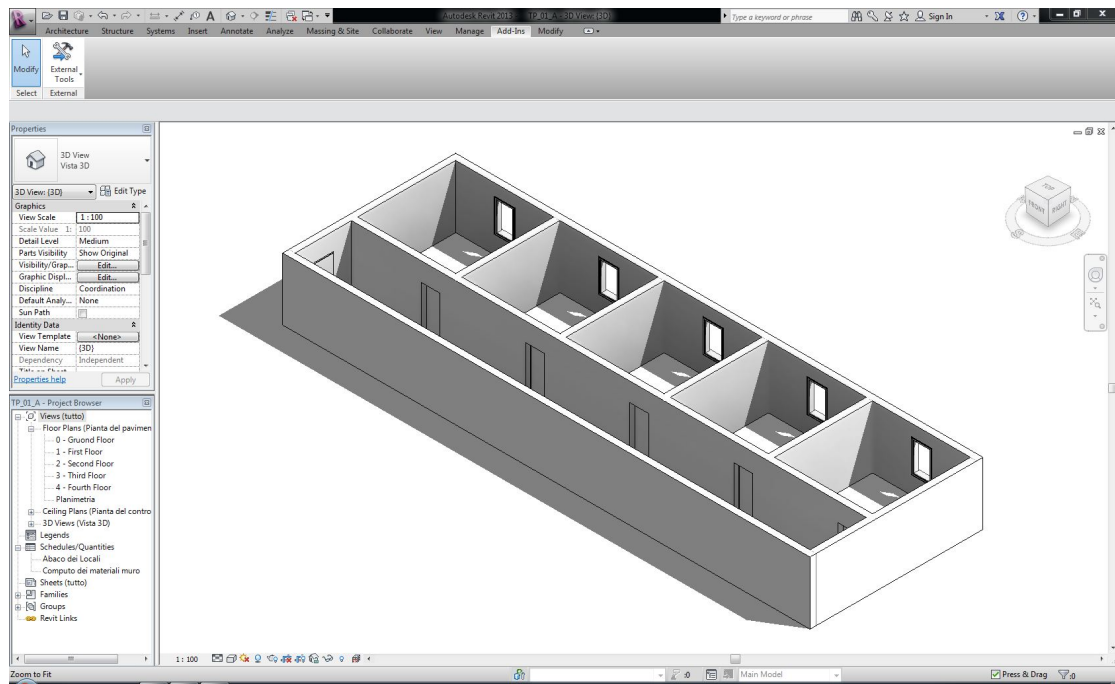 Autodesk Revit 2013 - TP_01_A - 3D View: {3D}
Type a keyword or phrase
Sign In
Architecture Structure Systems Insert Annotate Analyze Massing & Site Collaborate View Manage Add-Ins Modify
Modify External Tools
Select External
Properties
3D View
Vista 3D
3D View: {3D} Edit Type
Graphics
View Scale 1 : 100
Scale Value 1: 100
Detail Level Medium
Parts Visibility Show Original
Visibility/Grap... Edit...
Graphic Displ... Edit...
Discipline Coordination
Default Analy... None
Sun Path
Identity Data
View Template <None>
View Name {3D}
Dependency Independent
Title on Sheet
Properties help Apply
TP_01_A - Project Browser
Views (tutto)
Floor Plans (Pianta del pavimen
0 - Gruond Floor
1 - First Floor
2 - Second Floor
3 - Third Floor
4 - Fourth Floor
Planimetria
Ceiling Plans (Pianta del contro
3D Views (Vista 3D)
Legends
Schedules/Quantities
Abaco dei Locali
Computo dei materiali muro
Sheets (tutto)
Families
Groups
Revit Links
TOP
FRONT RIGHT
1 : 100
Zoom to Fit :0 Main Model Press & Drag :0